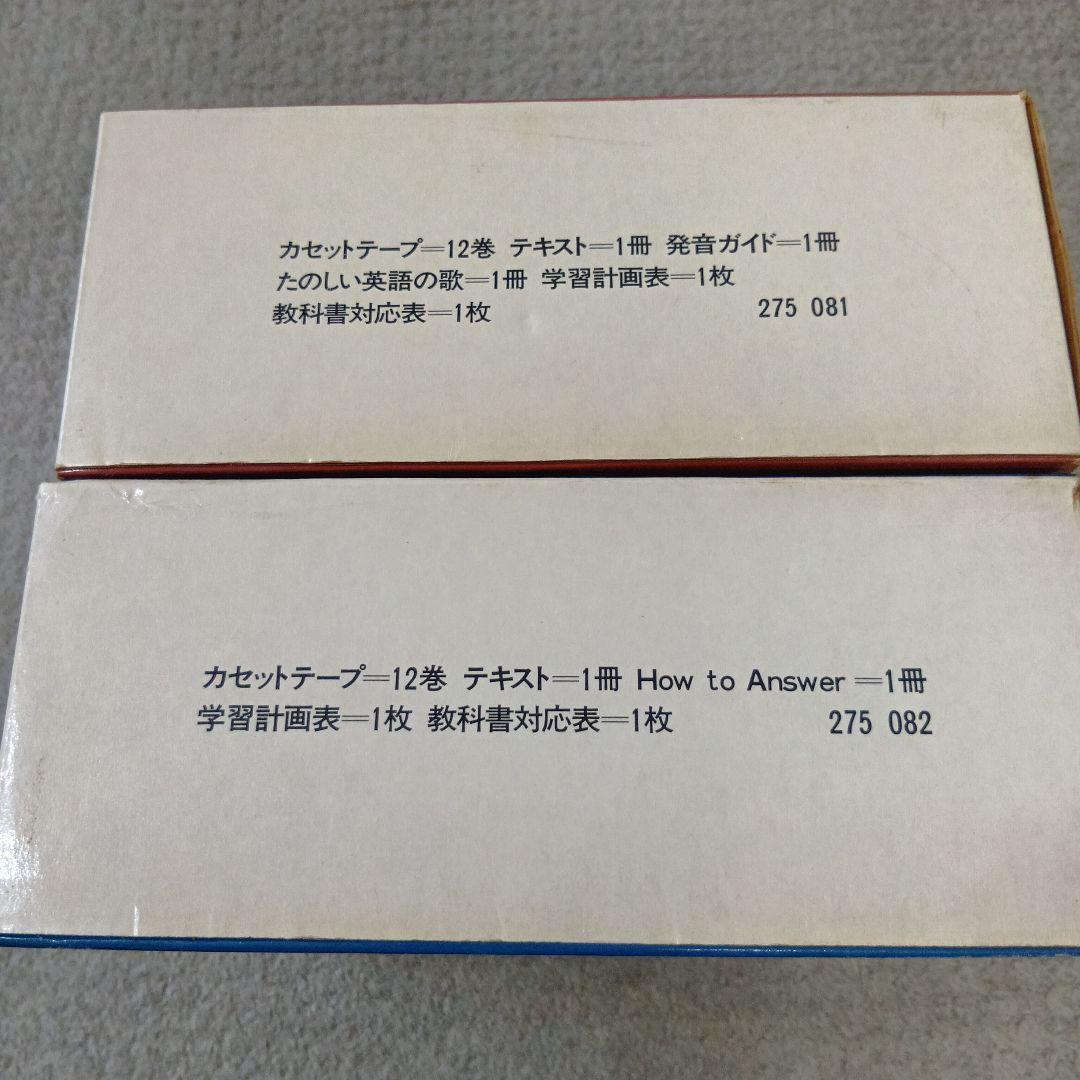 カセットテープ＝12巻 テキスト＝1冊 発音ガイド＝1冊
たのしい英語の歌＝1冊 学習計画表＝1枚
教科書対応表＝1枚 275 081
カセットテープ＝12巻 テキスト＝1冊 How to Answer＝1冊
学習計画表＝1枚 教科書対応表＝1枚 275 082